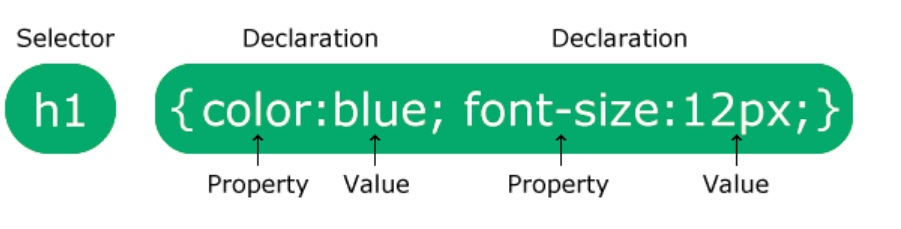 Selector Declaration Declaration
h1 {color:blue; font-size:12px;}
Property Value Property Value